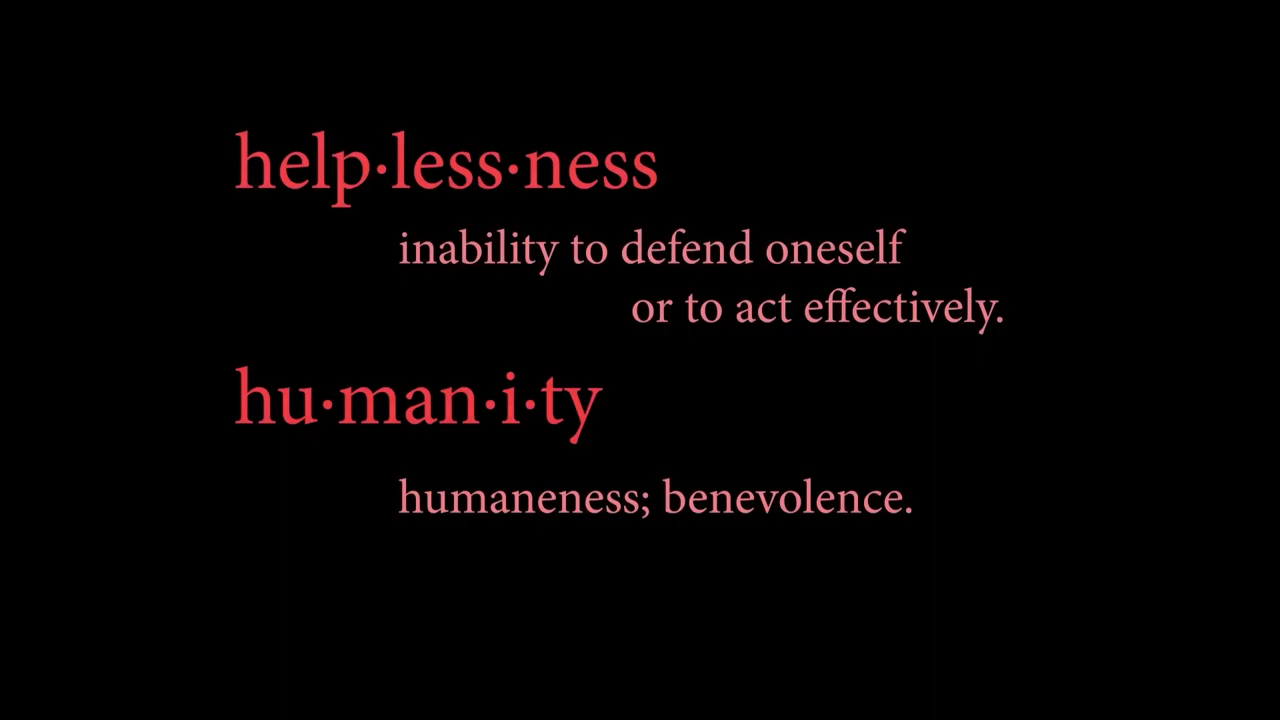 help·less·ness
inability to defend oneself
or to act effectively.
hu·man·i·ty
humaneness; benevolence.